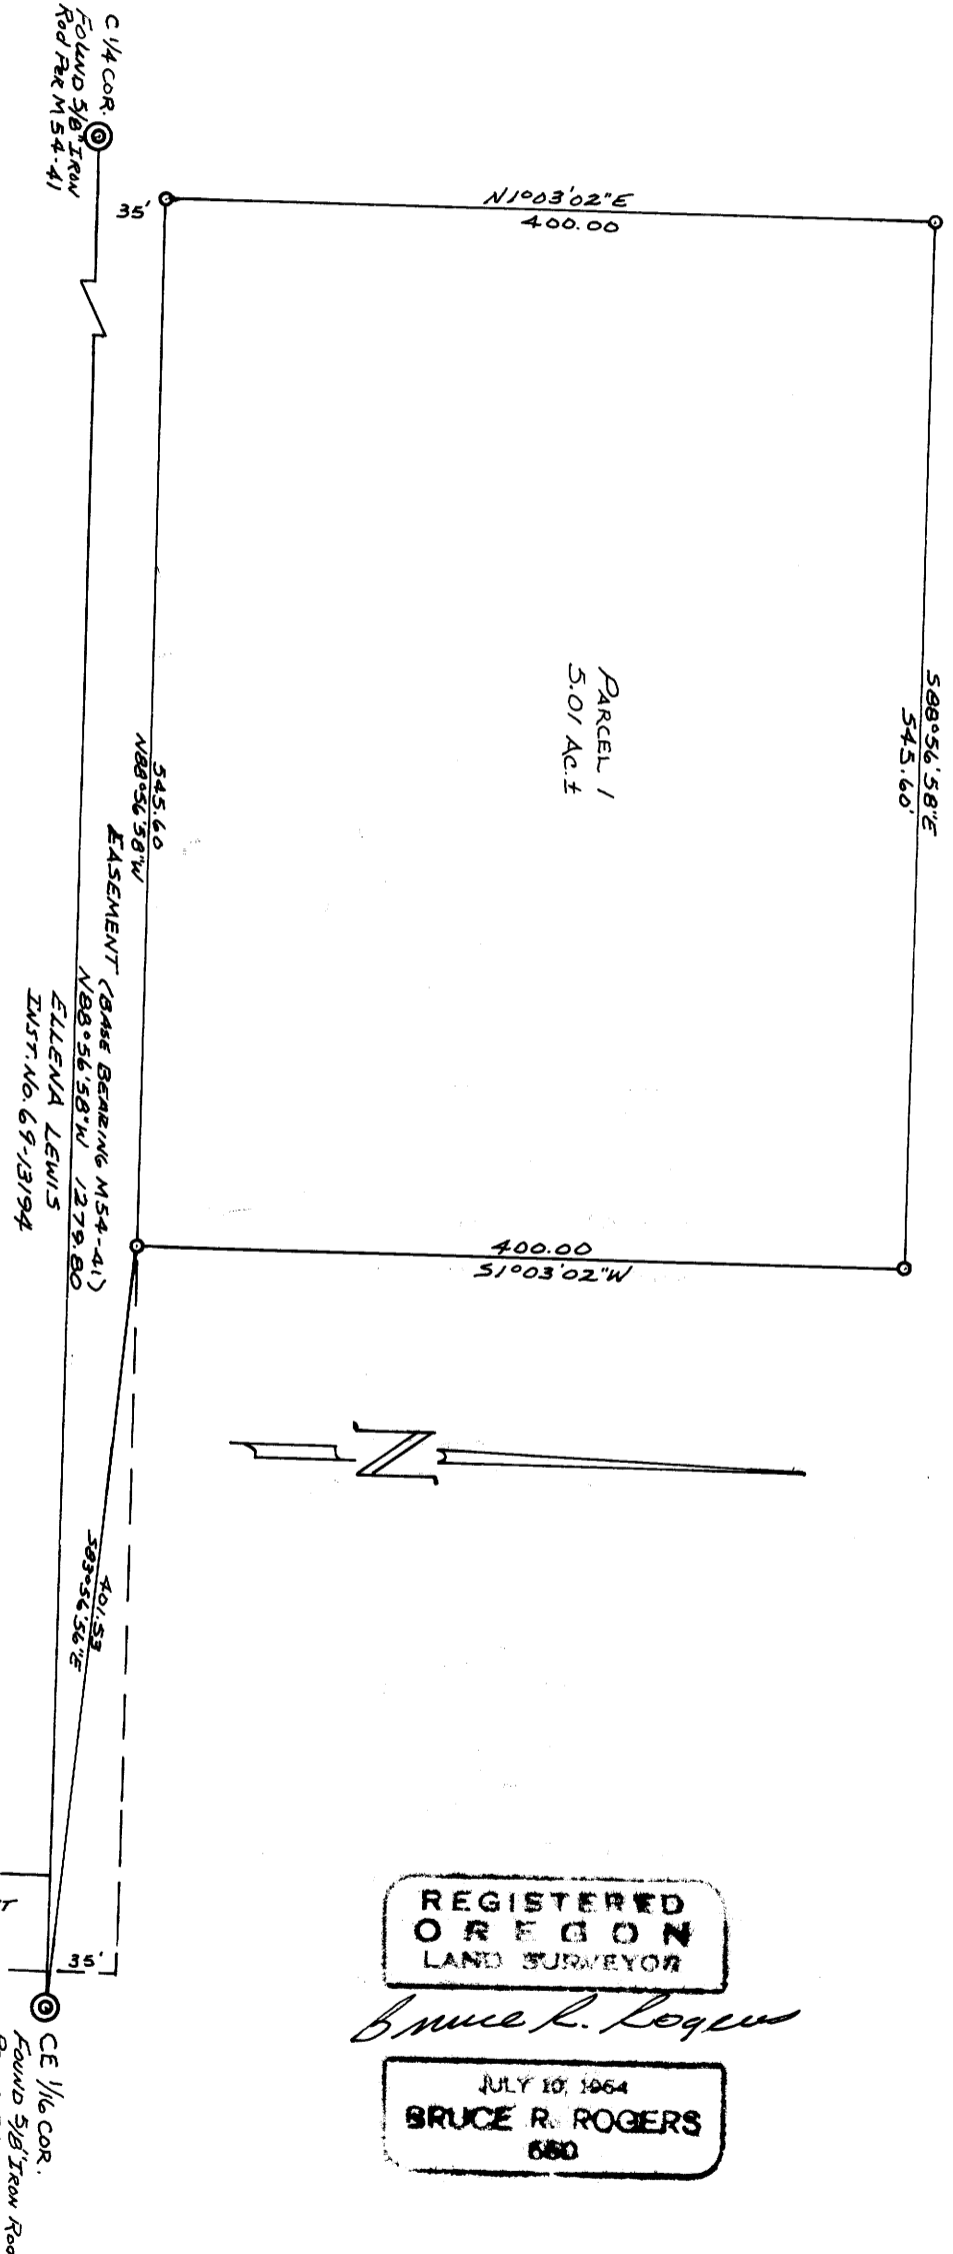 C 1/4 COR.
FOUND 5/8" IRON
ROD PER M 54-41
35'
N1°03'02"E
400.00
S88°56'58"E
545.60'
PARCEL 1
5.01 AC.±
545.60
N88°56'58"W
EASEMENT (BASE BEARING M54-41)
N88°56'58"W 1279.80
ELLENA LEWIS
INST. NO. 69-13194
400.00
S1°03'02"W
N
401.53
S83°56'56"E
35'
CE 1/16 COR.
FOUND 5/8" IRON ROD
REGISTERED
OREGON
LAND SURVEYOR
Bruce R. Rogers
JULY 10, 1964
BRUCE R. ROGERS